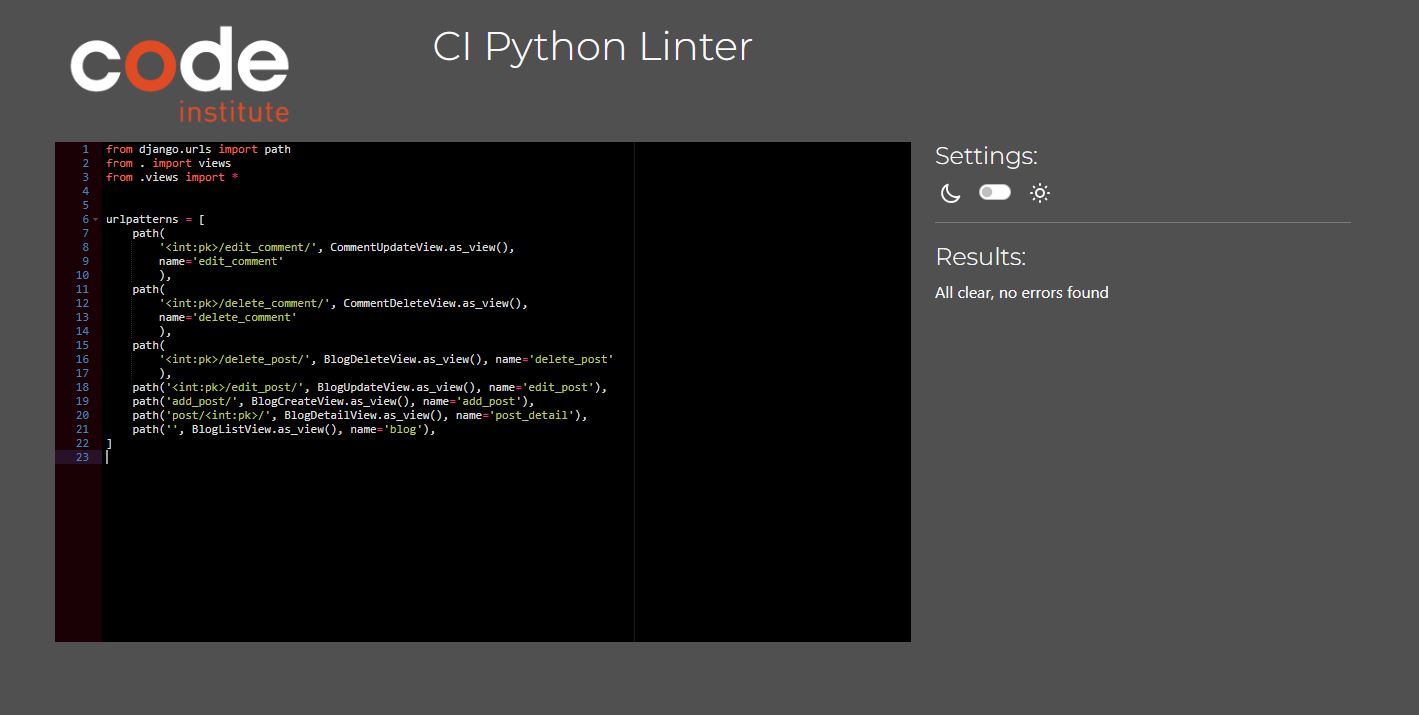 code
institute
CI Python Linter
1 from django.urls import path
2 from . import views
3 from .views import *
4
5
6 urlpatterns = [
7     path(
8         '<int:pk>/edit_comment/', CommentUpdateView.as_view(),
9         name='edit_comment'
10         ),
11     path(
12         '<int:pk>/delete_comment/', CommentDeleteView.as_view(),
13         name='delete_comment'
14         ),
15     path(
16         '<int:pk>/delete_post/', BlogDeleteView.as_view(), name='delete_post'
17         ),
18     path('<int:pk>/edit_post/', BlogUpdateView.as_view(), name='edit_post'),
19     path('add_post/', BlogCreateView.as_view(), name='add_post'),
20     path('post/<int:pk>/', BlogDetailView.as_view(), name='post_detail'),
21     path('', BlogListView.as_view(), name='blog'),
22 ]
23
Settings:
Results:
All clear, no errors found